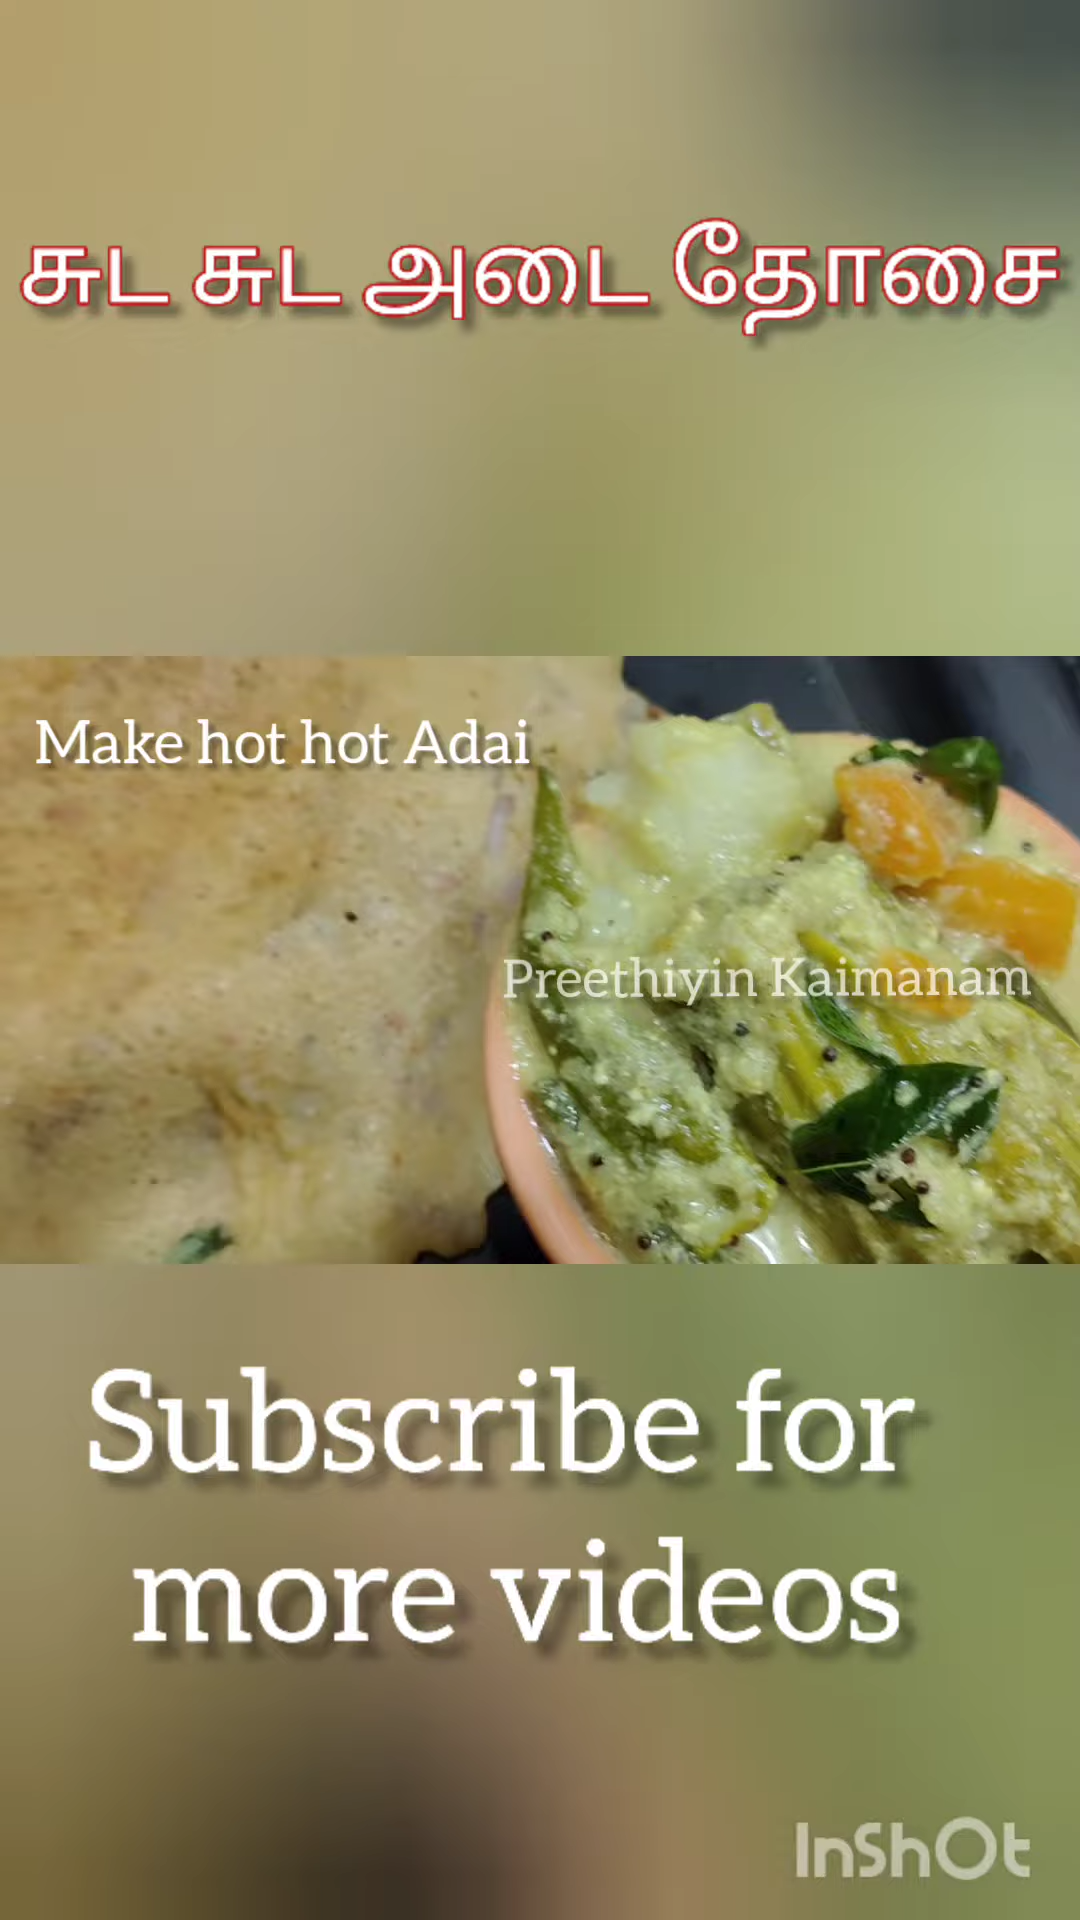 சுட சுட அடை தோசை
Make hot hot Adai
Preethiyin Kaimanam
Subscribe for
more videos
InShOt